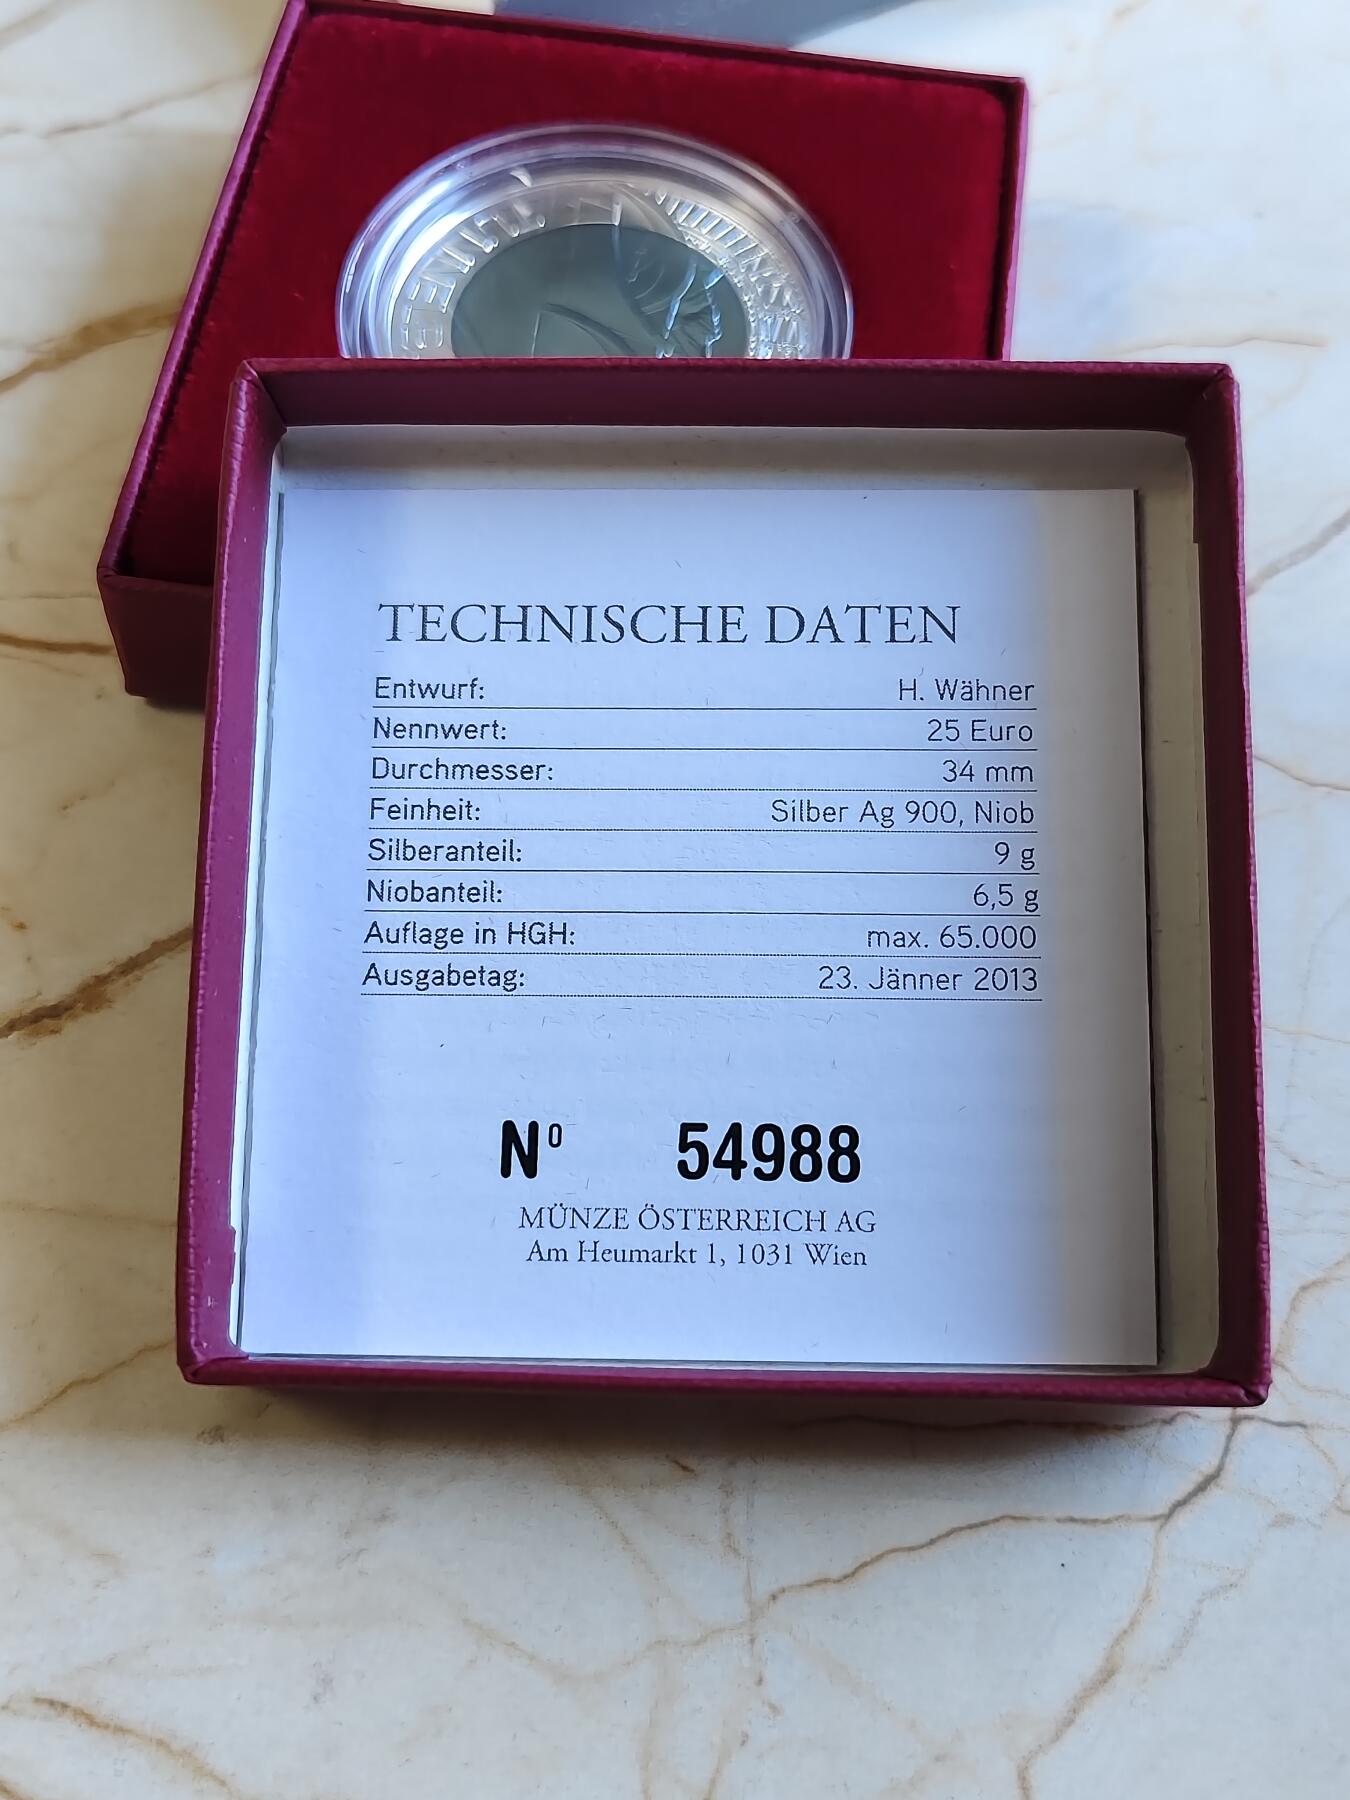 TECHNISCHE DATEN
Entwurf: H. Wähner
Nennwert: 25 Euro
Durchmesser: 34 mm
Feinheit: Silber Ag 900, Niob
Silberanteil: 9 g
Niobanteil: 6,5 g
Auflage in HGH: max. 65.000
Ausgabetag: 23. Jänner 2013
Nº 54988
MÜNZE ÖSTERREICH AG
Am Heumarkt 1, 1031 Wien